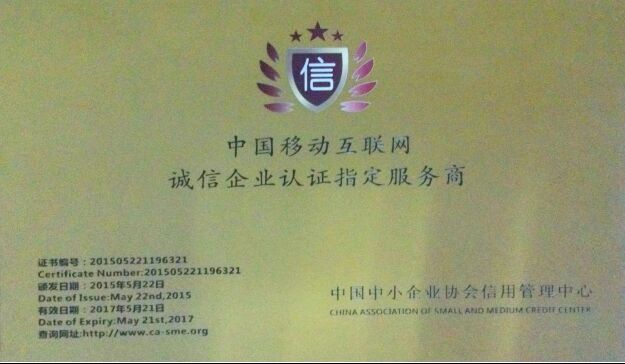 信
中国移动互联网
诚信企业认证指定服务商
证书编号：201505221196321
Certificate Number:201505221196321
颁发日期：2015年5月22日
Date of Issue:May 22nd,2015
有效日期：2017年5月21日
Date of Expiry:May 21st,2017
查询网址:http://www.ca-sme.org
中国中小企业协会信用管理中心
CHINA ASSOCIATION OF SMALL AND MEDIUM CREDIT CENTER